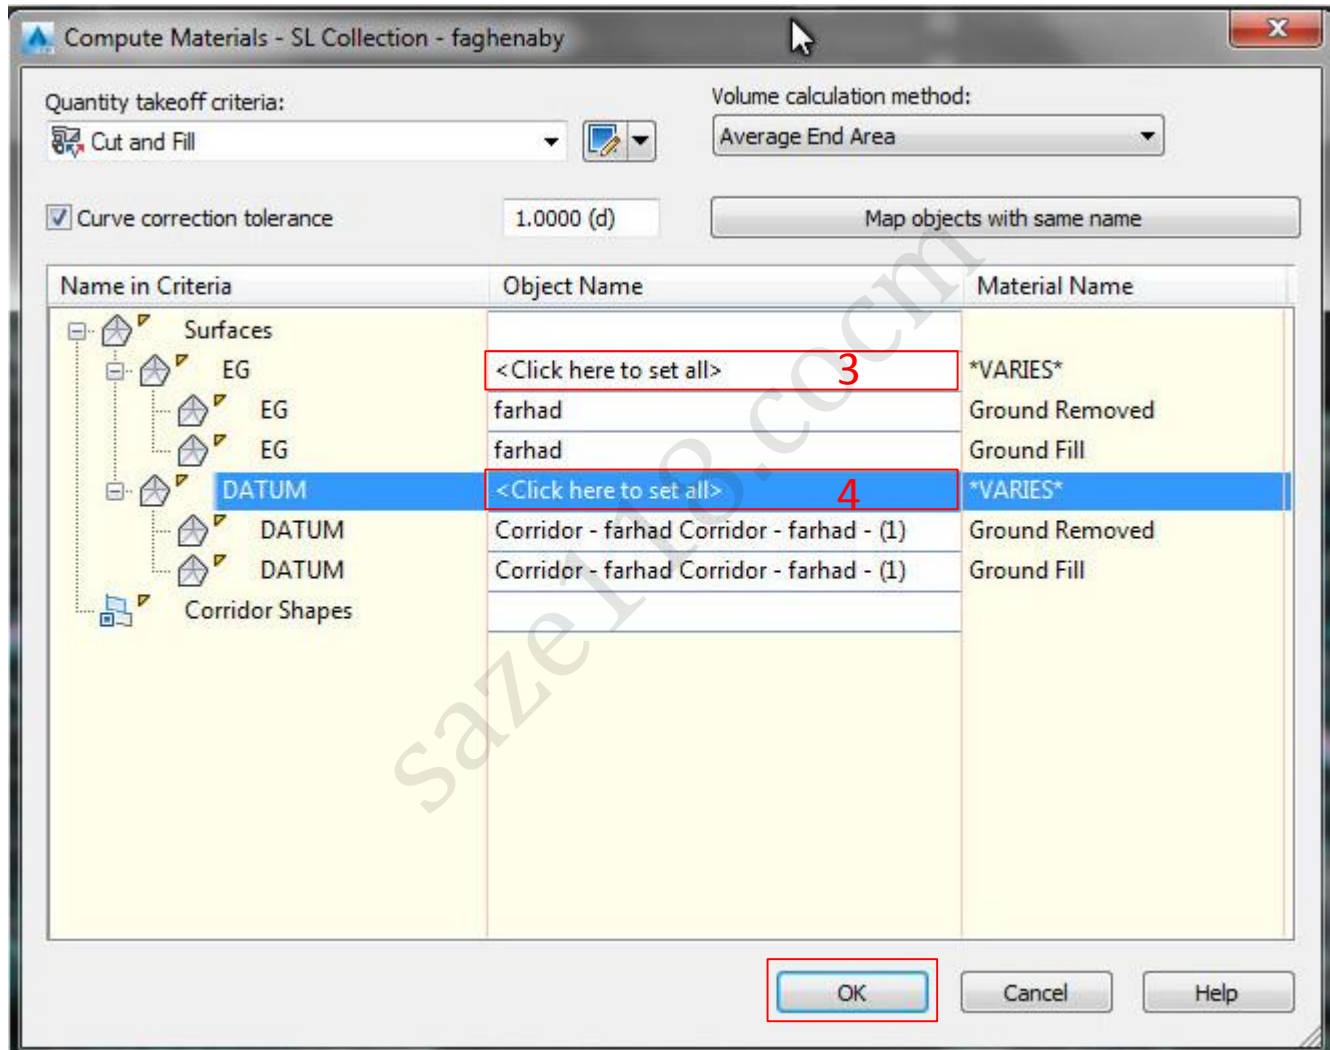 Compute Materials - SL Collection - faghenaby
Quantity takeoff criteria:
Volume calculation method:
Cut and Fill
Average End Area
Curve correction tolerance
1.0000 (d)
Map objects with same name
Name in Criteria
Object Name
Material Name
Surfaces
EG
<Click here to set all>
3
*VARIES*
EG
farhad
Ground Removed
EG
farhad
Ground Fill
DATUM
<Click here to set all>
4
*VARIES*
DATUM
Corridor - farhad Corridor - farhad - (1)
Ground Removed
DATUM
Corridor - farhad Corridor - farhad - (1)
Ground Fill
Corridor Shapes
saze118.cocm
OK
Cancel
Help